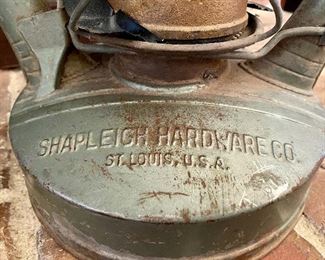 SHAPLEIGH HARDWARE CO.
ST. LOUIS, U.S.A.